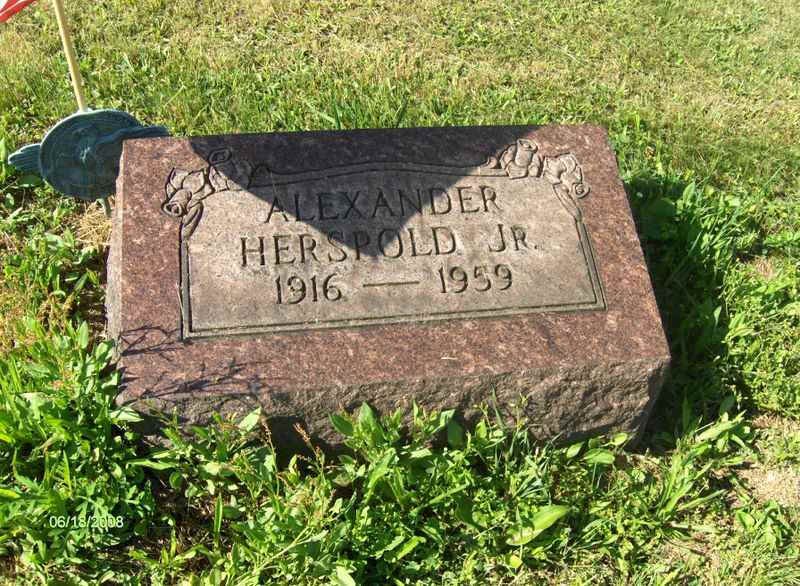 ALEXANDER
HERSPOLD JR.
1916 — 1959
06/18/2008